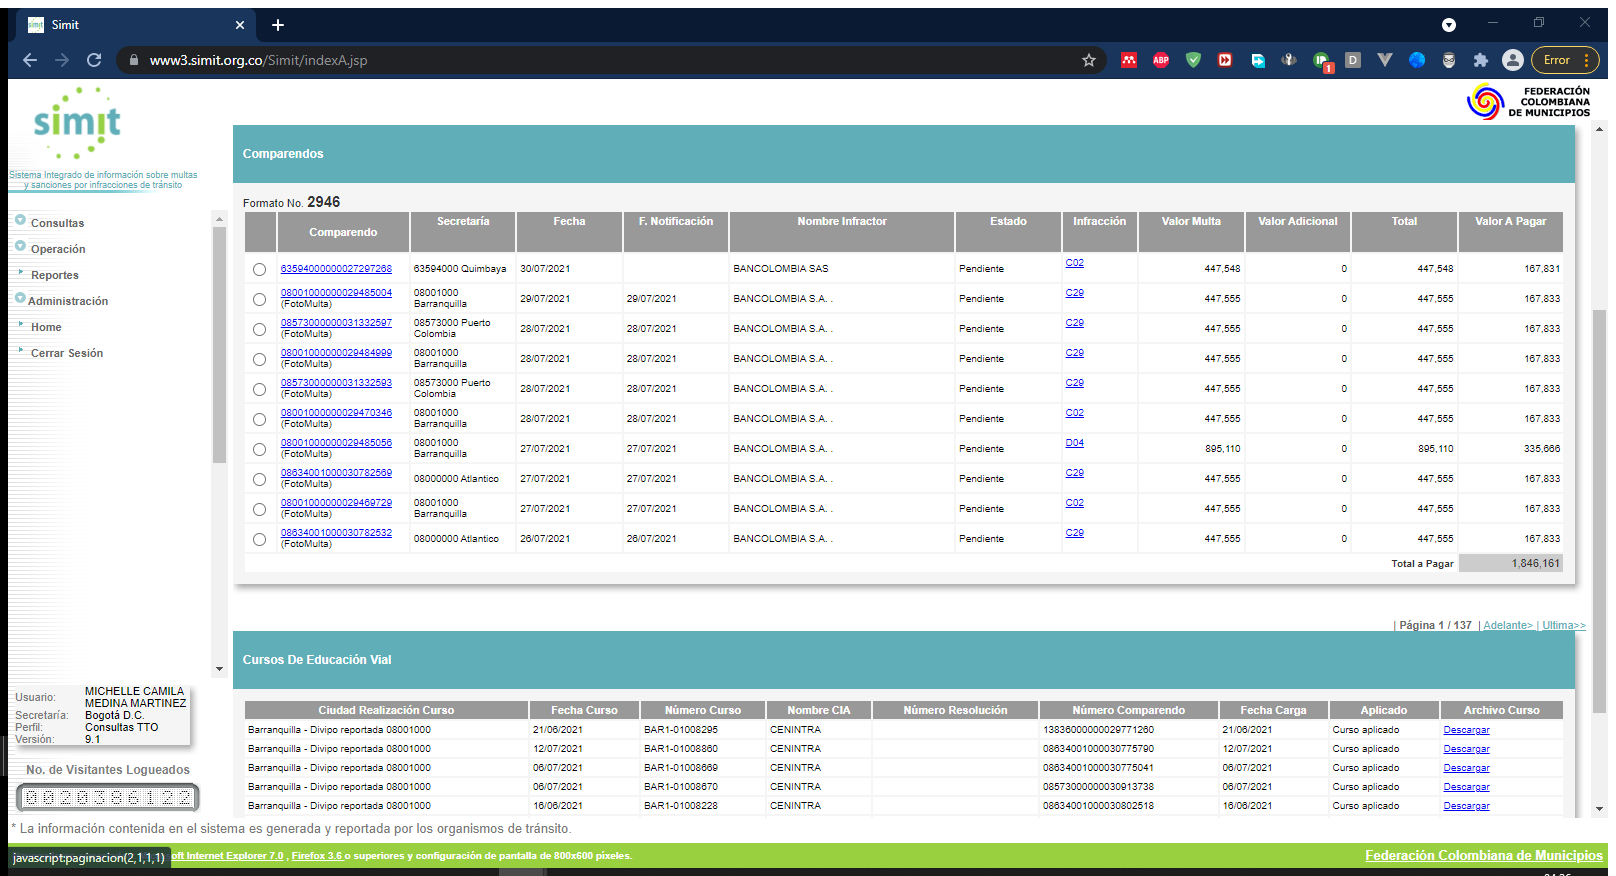 Simit
www3.simit.org.co/Simit/indexA.jsp
ABP
1
D
Error
simit
Sistema Integrado de información sobre multas
y sanciones por infracciones de tránsito
FEDERACIÓN
COLOMBIANA
DE MUNICIPIOS
Consultas
Operación
Reportes
Administración
Home
Cerrar Sesión
Comparendos
Formato No. 2946
Comparendo Secretaría Fecha F. Notificación Nombre Infractor Estado Infracción Valor Multa Valor Adicional Total Valor A Pagar
63594000000027297268 63594000 Quimbaya 30/07/2021 BANCOLOMBIA SAS Pendiente C02 447,548 0 447,548 167,831
08001000000029485004 (FotoMulta) 08001000 Barranquilla 29/07/2021 29/07/2021 BANCOLOMBIA S.A. . Pendiente C29 447,555 0 447,555 167,833
08573000000031332597 (FotoMulta) 08573000 Puerto Colombia 28/07/2021 28/07/2021 BANCOLOMBIA S.A. . Pendiente C29 447,555 0 447,555 167,833
08001000000029484999 (FotoMulta) 08001000 Barranquilla 28/07/2021 28/07/2021 BANCOLOMBIA S.A. . Pendiente C29 447,555 0 447,555 167,833
08573000000031332593 (FotoMulta) 08573000 Puerto Colombia 28/07/2021 28/07/2021 BANCOLOMBIA S.A. . Pendiente C29 447,555 0 447,555 167,833
08001000000029470346 (FotoMulta) 08001000 Barranquilla 28/07/2021 28/07/2021 BANCOLOMBIA S.A. . Pendiente C02 447,555 0 447,555 167,833
08001000000029485056 (FotoMulta) 08001000 Barranquilla 27/07/2021 27/07/2021 BANCOLOMBIA S.A. . Pendiente D04 895,110 0 895,110 335,666
08634001000030782569 (FotoMulta) 08000000 Atlantico 27/07/2021 27/07/2021 BANCOLOMBIA S.A. . Pendiente C29 447,555 0 447,555 167,833
08001000000029469729 (FotoMulta) 08001000 Barranquilla 27/07/2021 27/07/2021 BANCOLOMBIA S.A. . Pendiente C02 447,555 0 447,555 167,833
08634001000030782532 (FotoMulta) 08000000 Atlantico 26/07/2021 26/07/2021 BANCOLOMBIA S.A. . Pendiente C29 447,555 0 447,555 167,833
Total a Pagar 1,846,161
| Página 1 / 137 | Adelante> | Ultima>>
Cursos De Educación Vial
Ciudad Realización Curso Fecha Curso Número Curso Nombre CIA Número Resolución Número Comparendo Fecha Carga Aplicado Archivo Curso
Barranquilla - Divipo reportada 08001000 21/06/2021 BAR1-01008295 CENINTRA 13836000000029771260 21/06/2021 Curso aplicado Descargar
Barranquilla - Divipo reportada 08001000 12/07/2021 BAR1-01008860 CENINTRA 08634001000030775790 12/07/2021 Curso aplicado Descargar
Barranquilla - Divipo reportada 08001000 06/07/2021 BAR1-01008669 CENINTRA 08634001000030775041 06/07/2021 Curso aplicado Descargar
Barranquilla - Divipo reportada 08001000 06/07/2021 BAR1-01008670 CENINTRA 08573000000030913738 06/07/2021 Curso aplicado Descargar
Barranquilla - Divipo reportada 08001000 16/06/2021 BAR1-01008228 CENINTRA 08634001000030802518 16/06/2021 Curso aplicado Descargar
Usuario: MICHELLE CAMILA MEDINA MARTINEZ
Secretaría: Bogotá D.C.
Perfil: Consultas TTO
Versión: 9.1
No. de Visitantes Logueados
0020386122
* La información contenida en el sistema es generada y reportada por los organismos de tránsito.
javascript:paginacion(2,1,1,1) oft Internet Explorer 7.0 , Firefox 3.6 o superiores y configuración de pantalla de 800x600 píxeles.
Federación Colombiana de Municipios